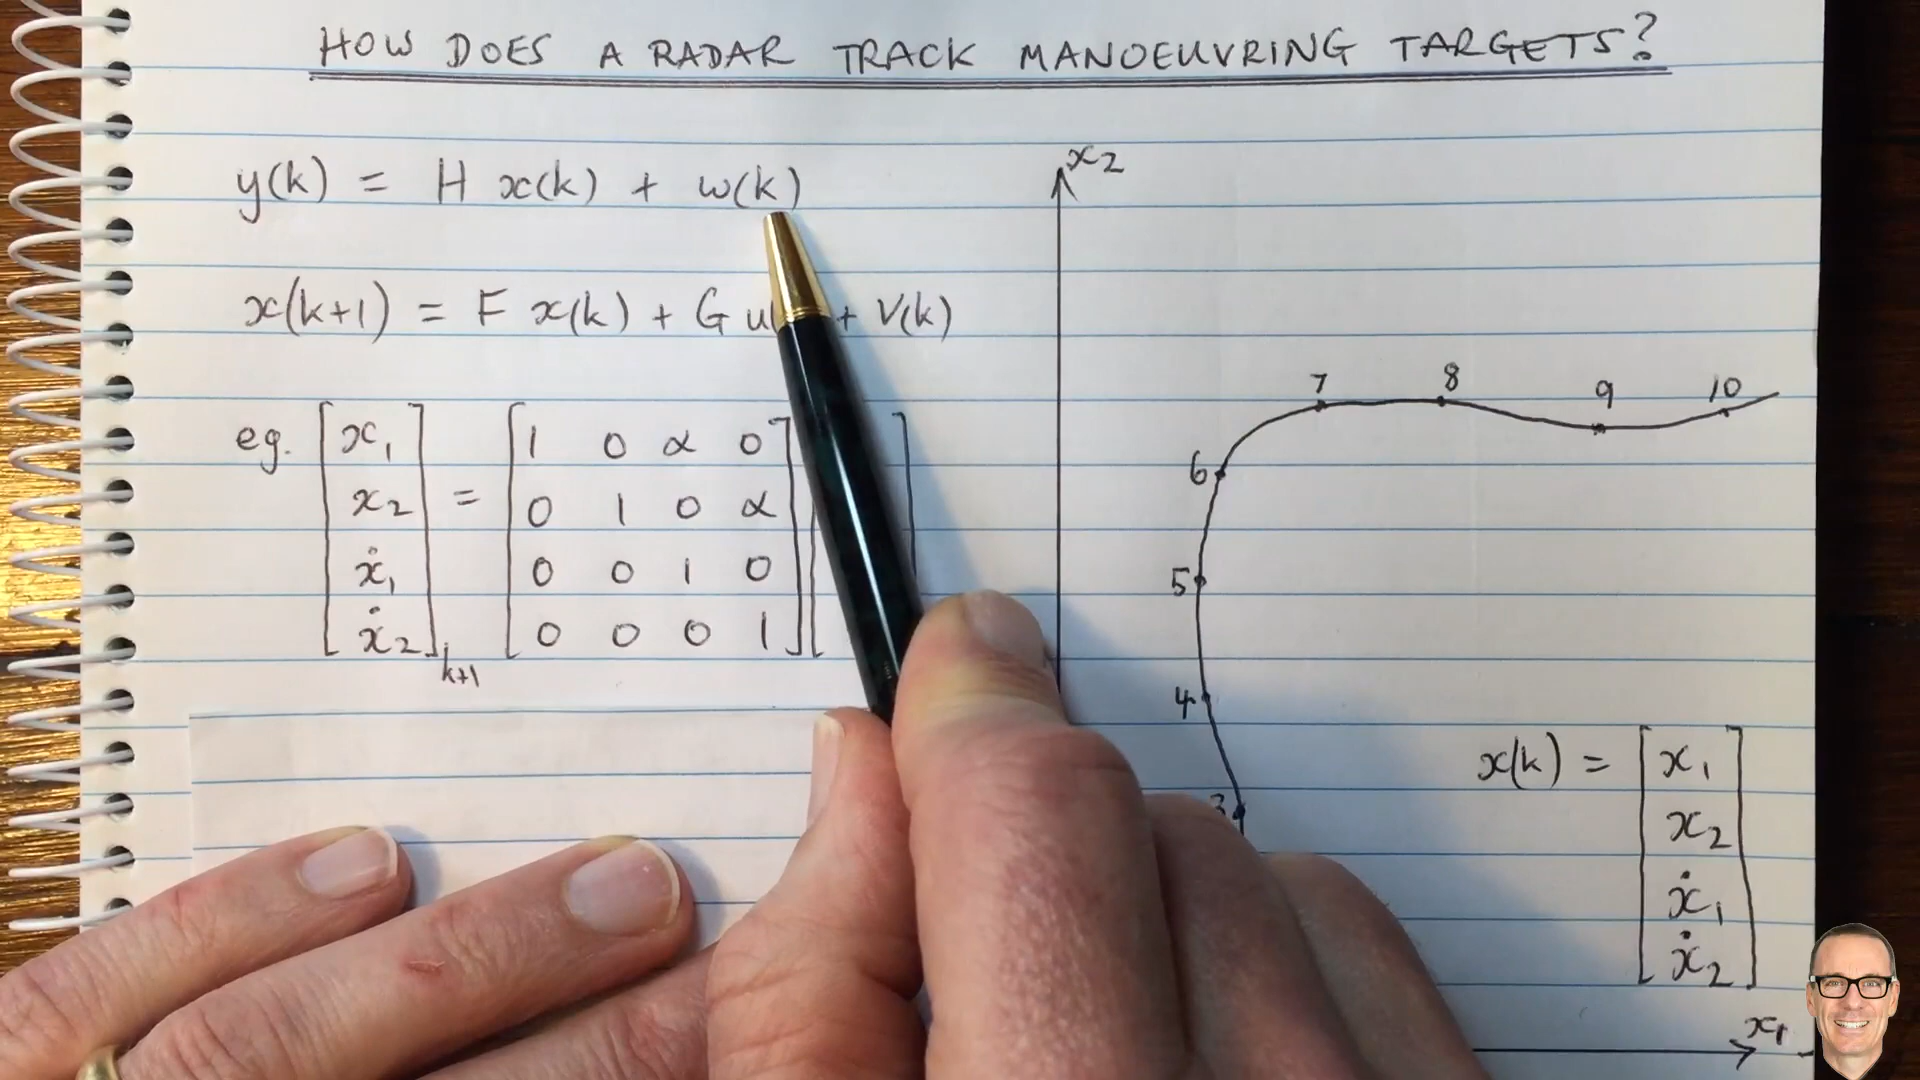 HOW DOES A RADAR TRACK MANOEUVRING TARGETS?
y(k) = H x(k) + w(k)
x(k+1) = F x(k) + G u( + V(k)
eg. [x₁ x₂ ẋ₁ ẋ₂]ₖ₊₁ =
1 0 α 0
0 1 0 α
0 0 1 0
0 0 0 1
x₂
10
9
8
7
6
5
4
3
x(k) = [x₁ x₂ ẋ₁ ẋ₂]
x₁